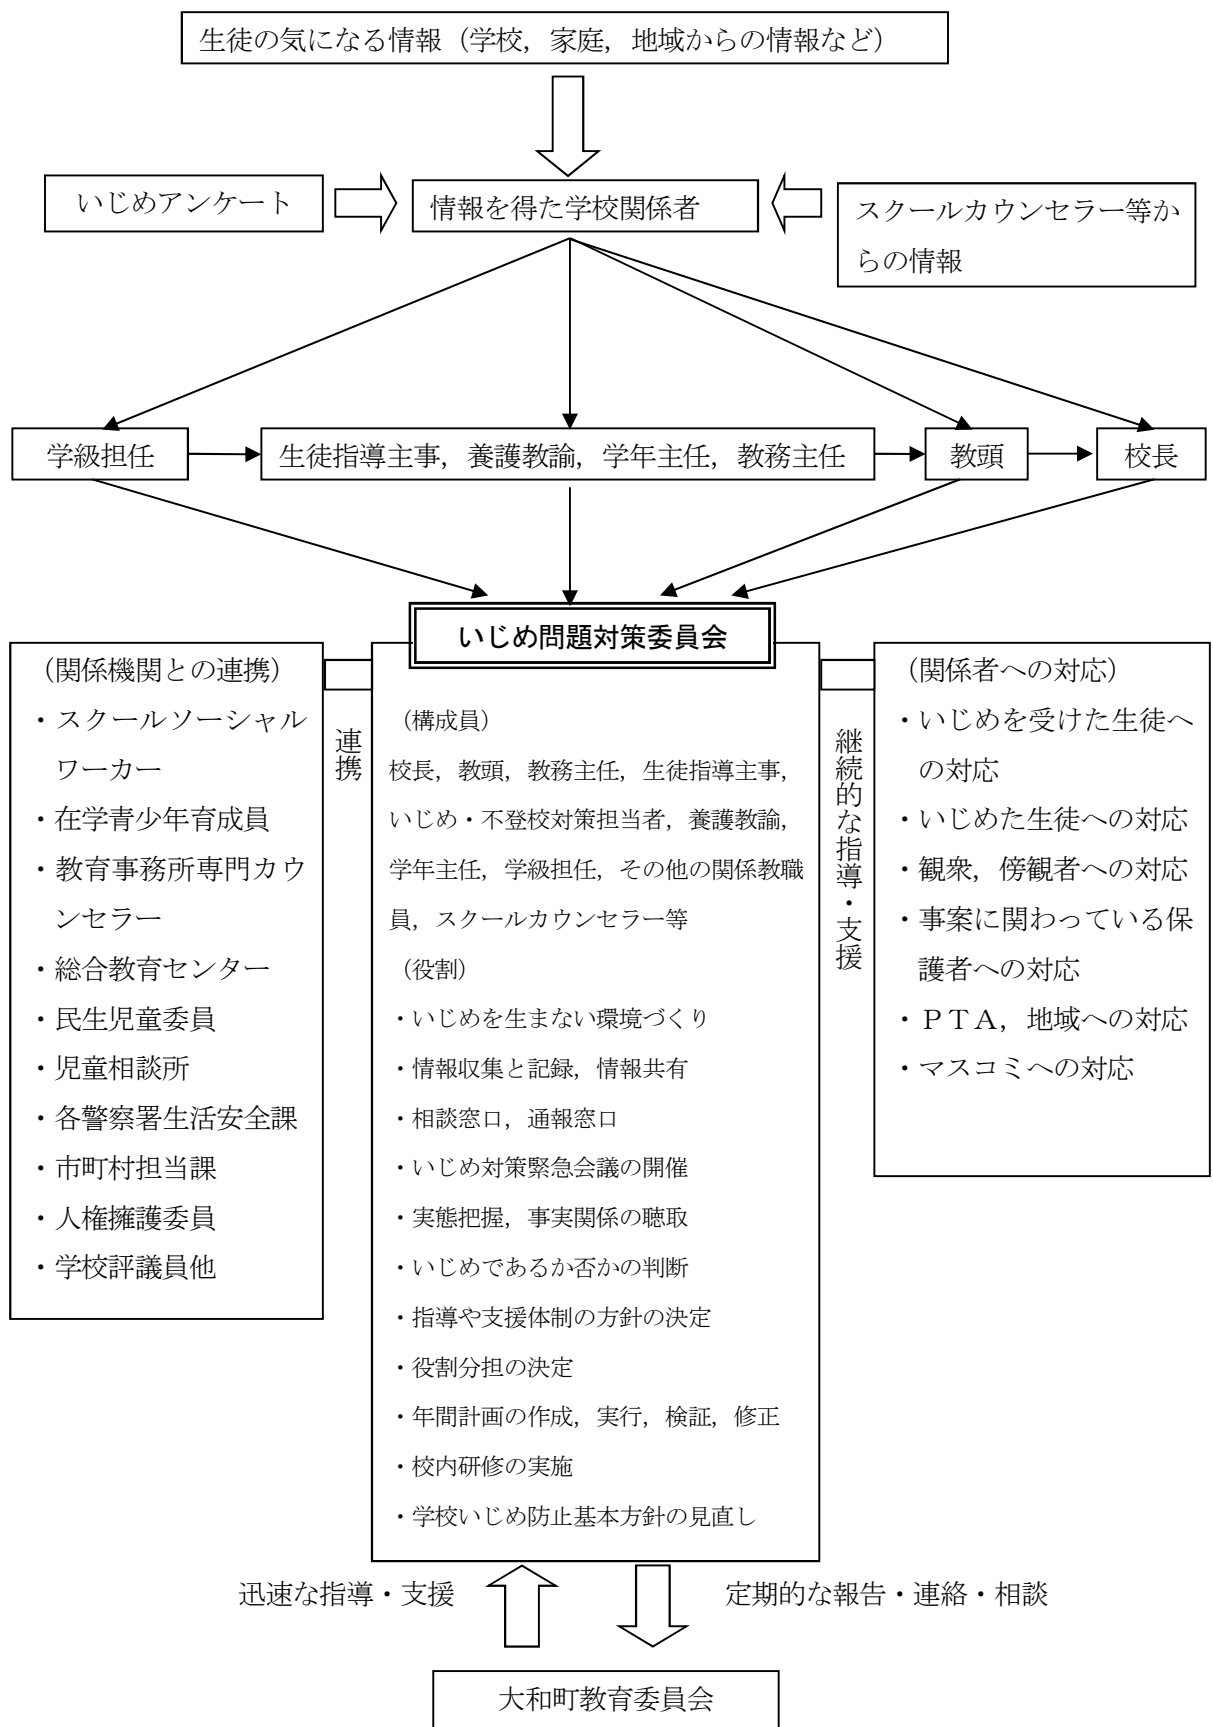 生徒の気になる情報（学校，家庭，地域からの情報など）
いじめアンケート
情報を得た学校関係者
スクールカウンセラー等か
らの情報
学級担任
生徒指導主事，養護教諭，学年主任，教務主任
教頭
校長
いじめ問題対策委員会
（関係機関との連携）
・スクールソーシャル
ワーカー
・在学青少年育成員
・教育事務所専門カウ
ンセラー
・総合教育センター
・民生児童委員
・児童相談所
・各警察署生活安全課
・市町村担当課
・人権擁護委員
・学校評議員他
連携
（構成員）
校長，教頭，教務主任，生徒指導主事，
いじめ・不登校対策担当者，養護教諭，
学年主任，学級担任，その他の関係教職
員，スクールカウンセラー等
（役割）
・いじめを生まない環境づくり
・情報収集と記録，情報共有
・相談窓口，通報窓口
・いじめ対策緊急会議の開催
・実態把握，事実関係の聴取
・いじめであるか否かの判断
・指導や支援体制の方針の決定
・役割分担の決定
・年間計画の作成，実行，検証，修正
・校内研修の実施
・学校いじめ防止基本方針の見直し
継続的な指導・支援
（関係者への対応）
・いじめを受けた生徒へ
の対応
・いじめた生徒への対応
・観衆，傍観者への対応
・事案に関わっている保
護者への対応
・ＰＴＡ，地域への対応
・マスコミへの対応
迅速な指導・支援
定期的な報告・連絡・相談
大和町教育委員会